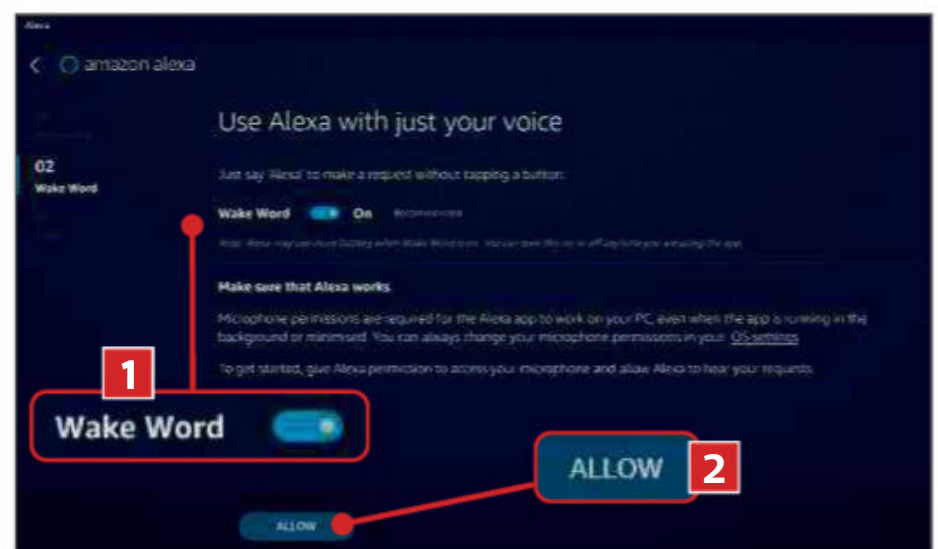 Alexa
amazon alexa
Use Alexa with just your voice
02
Wake Word
Just say 'Alexa' to make a request without tapping a button.
Wake Word On RECOMMENDED
Make sure that Alexa works
Microphone permissions are required for the Alexa app to work on your PC, even when the app is running in the
background or minimised. You can always change your microphone permissions in your OS settings
To get started, give Alexa permission to access your microphone and allow Alexa to hear your requests.
1
Wake Word
ALLOW
2
ALLOW